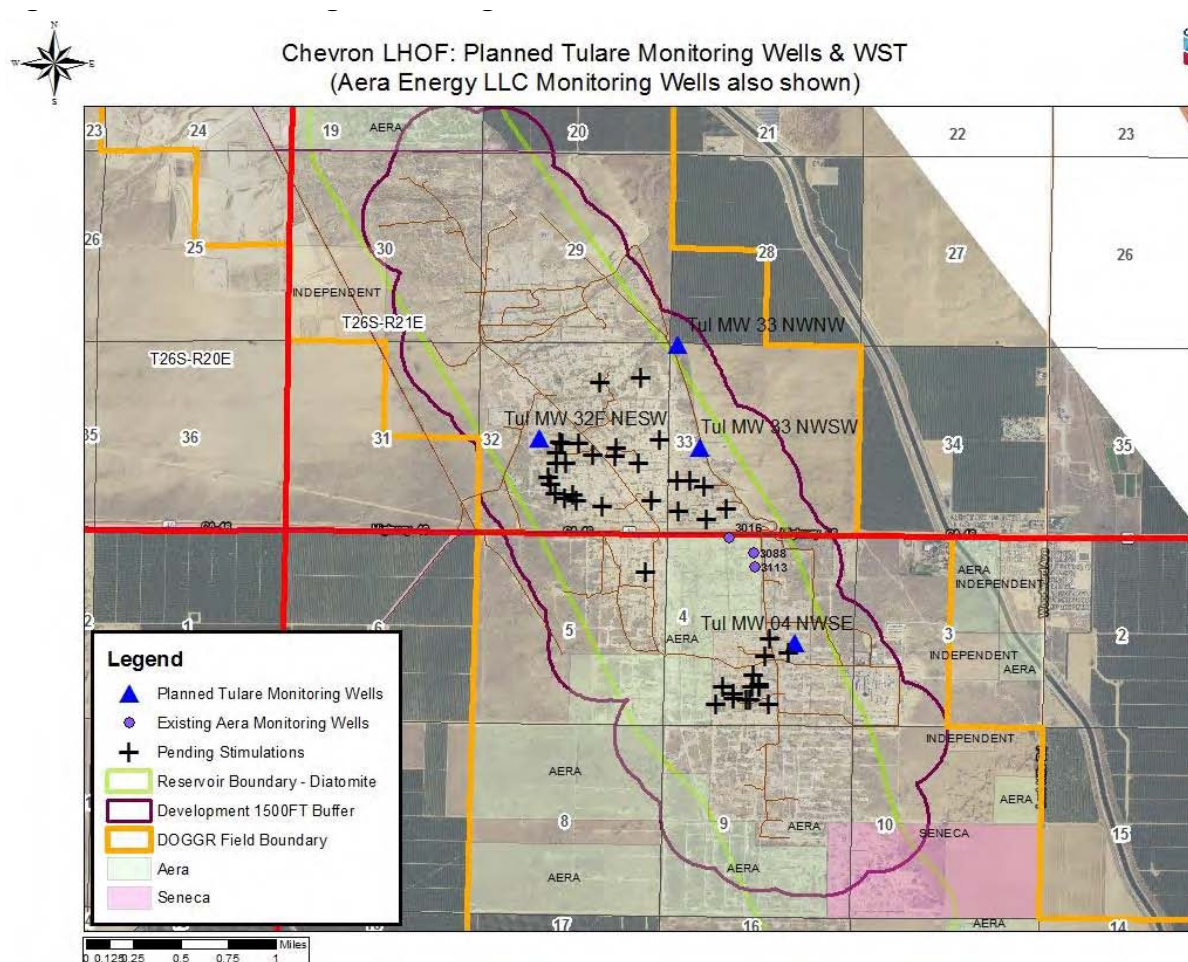 Chevron LHOF: Planned Tulare Monitoring Wells & WST
(Aera Energy LLC Monitoring Wells also shown)
N
W
E
S
23
24
19
AERA
20
21
22
23
26
25
30
29
28
27
26
INDEPENDENT
T26S-R21E
T26S-R20E
Tul MW 33 NWNW
Tul MW 32F NESW
Tul MW 33 NWSW
35
36
31
32
33
34
35
3016
3088
3113
AERA
INDEPENDENT
1
6
5
4
AERA
Tul MW 04 NWSE
3
INDEPENDENT
AERA
2
INDEPENDENT
AERA
AERA
8
9
AERA
10
SENECA
15
AERA
AERA
17
16
AERA
14
Legend
Planned Tulare Monitoring Wells
Existing Aera Monitoring Wells
Pending Stimulations
Reservoir Boundary - Diatomite
Development 1500FT Buffer
DOGGR Field Boundary
Aera
Seneca
Miles
0 0.125 0.25 0.5 0.75 1